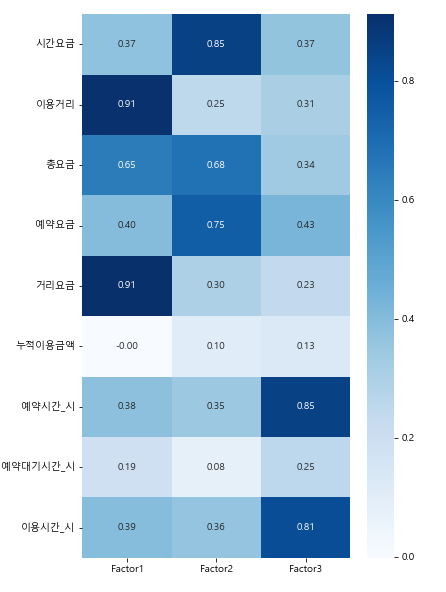 시간요금 0.37 0.85 0.37
이용거리 0.91 0.25 0.31
총요금 0.65 0.68 0.34
예약요금 0.40 0.75 0.43
거리요금 0.91 0.30 0.23
누적이용금액 -0.00 0.10 0.13
예약시간_시 0.38 0.35 0.85
예약대기시간_시 0.19 0.08 0.25
이용시간_시 0.39 0.36 0.81
Factor1 Factor2 Factor3
0.8
0.6
0.4
0.2
0.0